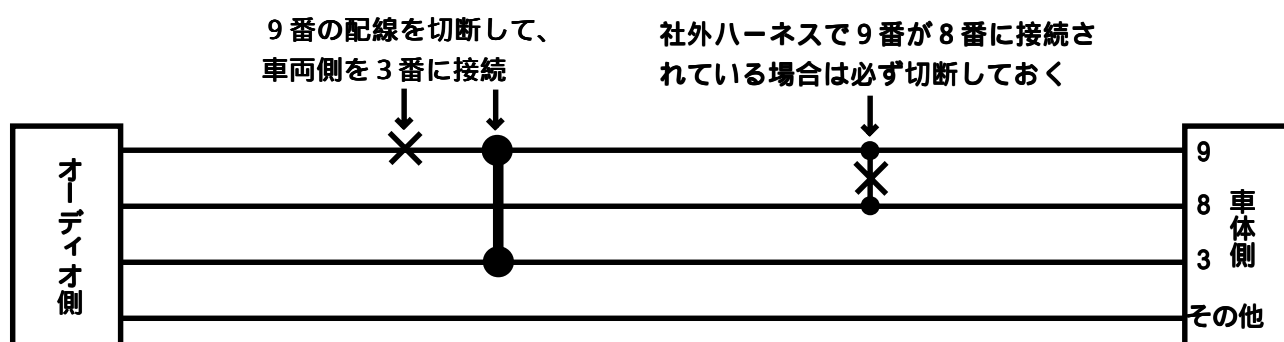 ９番の配線を切断して、
車両側を３番に接続
社外ハーネスで９番が８番に接続さ
れている場合は必ず切断しておく
オーディオ側
9
8
3
その他
車体側